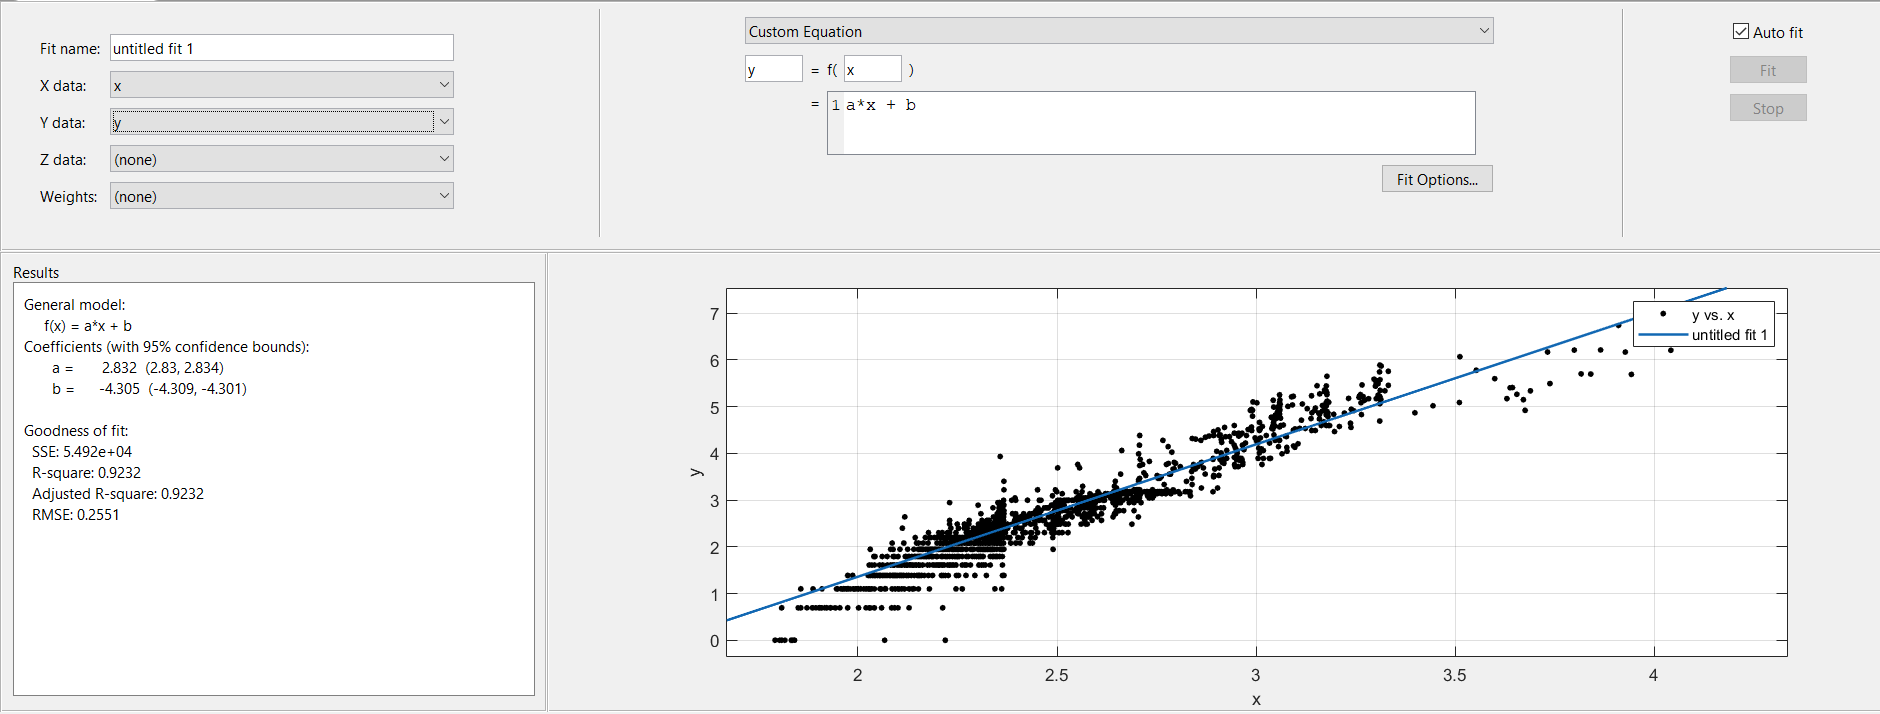 Fit name: untitled fit 1
X data: x
Y data: y
Z data: (none)
Weights: (none)
Custom Equation
y = f( x )
= 1 a*x + b
Fit Options...
Auto fit
Fit
Stop
Results
General model:
f(x) = a*x + b
Coefficients (with 95% confidence bounds):
a = 2.832 (2.83, 2.834)
b = -4.305 (-4.309, -4.301)
Goodness of fit:
SSE: 5.492e+04
R-square: 0.9232
Adjusted R-square: 0.9232
RMSE: 0.2551
y vs. x
untitled fit 1
7
6
5
4
3
2
1
0
y
2 2.5 3 3.5 4
x